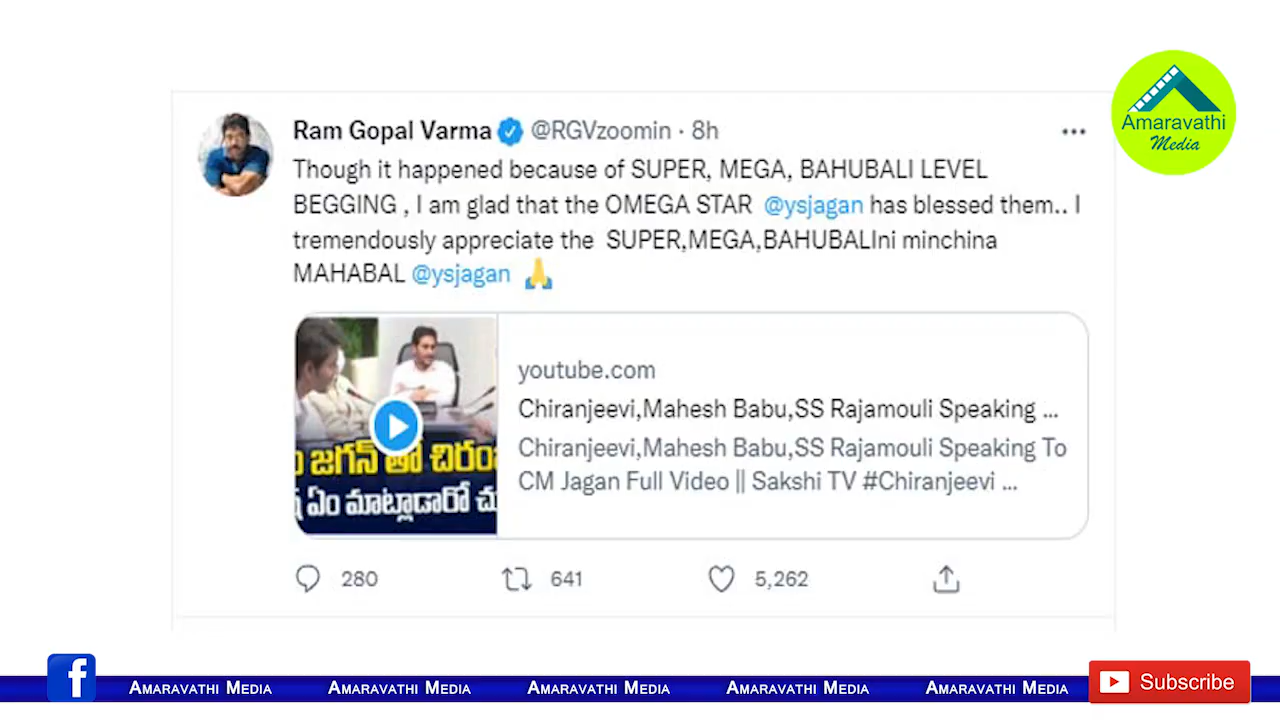 Ram Gopal Varma @RGVzoomin · 8h
Though it happened because of SUPER, MEGA, BAHUBALI LEVEL
BEGGING , I am glad that the OMEGA STAR @ysjagan has blessed them.. I
tremendously appreciate the SUPER,MEGA,BAHUBALIni minchina
MAHABAL @ysjagan 🙏
Amaravathi
Media
జగన్ తో చిరం
ఏం మాట్లాడారో చు
youtube.com
Chiranjeevi,Mahesh Babu,SS Rajamouli Speaking ...
Chiranjeevi,Mahesh Babu,SS Rajamouli Speaking To
CM Jagan Full Video || Sakshi TV #Chiranjeevi ...
280 641 5,262
f Amaravathi Media Amaravathi Media Amaravathi Media Amaravathi Media Amaravathi Media Subscribe